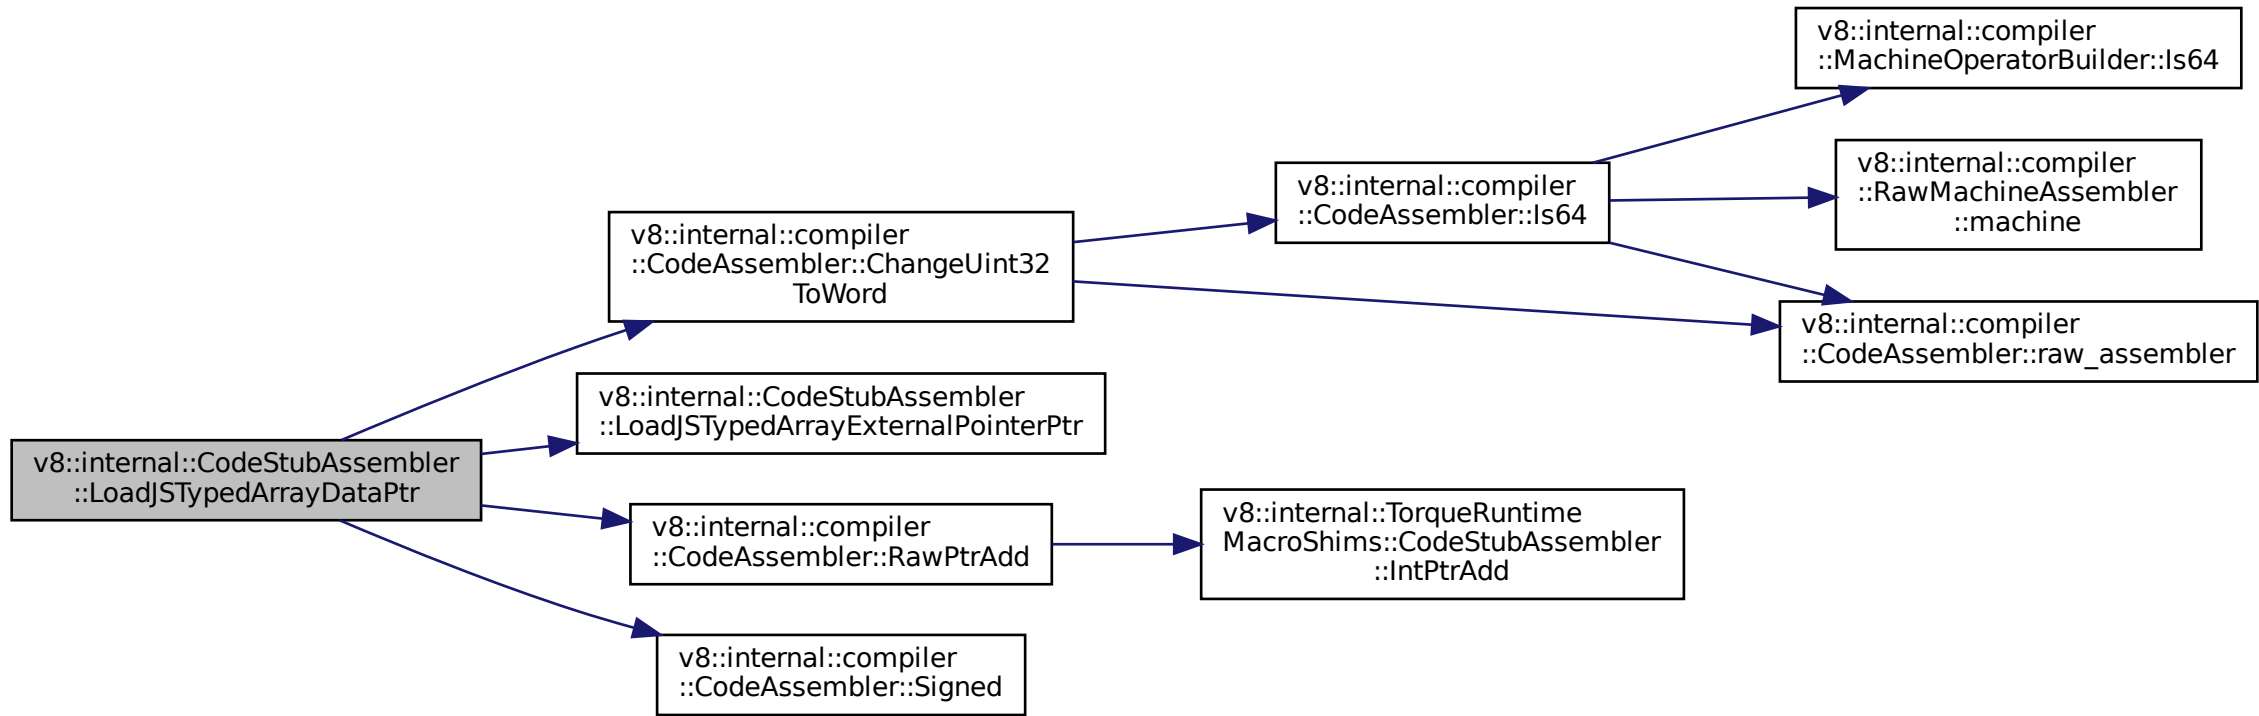 v8::internal::compiler
::MachineOperatorBuilder::Is64
v8::internal::compiler
::RawMachineAssembler
::machine
v8::internal::compiler
::CodeAssembler::Is64
v8::internal::compiler
::CodeAssembler::ChangeUint32
ToWord
v8::internal::compiler
::CodeAssembler::raw_assembler
v8::internal::CodeStubAssembler
::LoadJSTypedArrayExternalPointerPtr
v8::internal::CodeStubAssembler
::LoadJSTypedArrayDataPtr
v8::internal::compiler
::CodeAssembler::RawPtrAdd
v8::internal::TorqueRuntime
MacroShims::CodeStubAssembler
::IntPtrAdd
v8::internal::compiler
::CodeAssembler::Signed